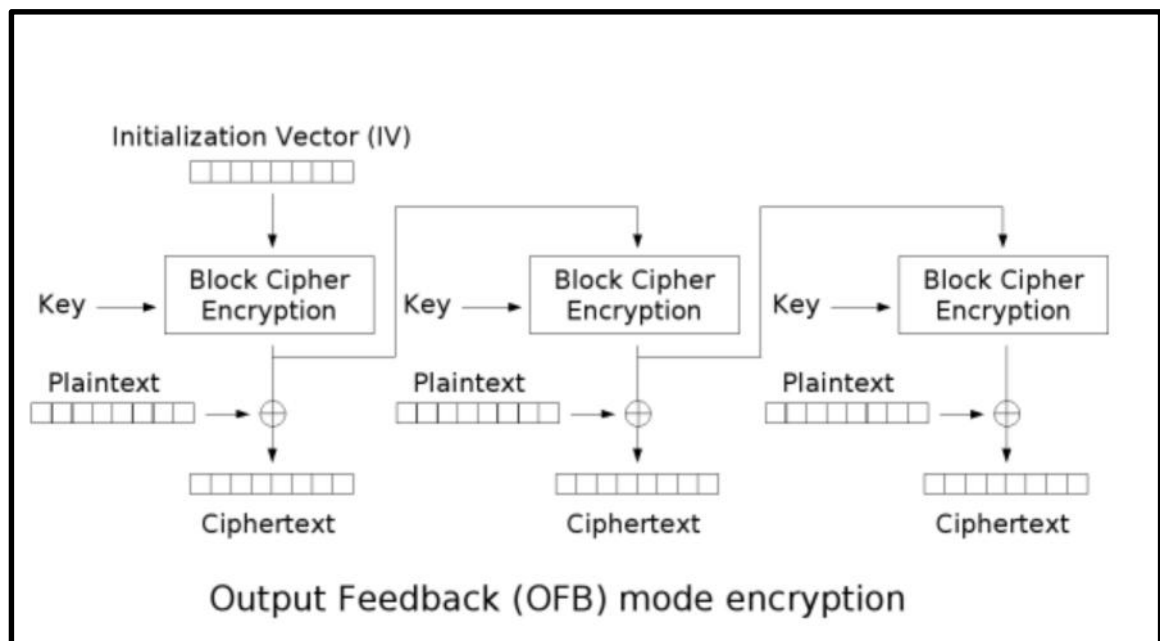 Initialization Vector (IV)
Block Cipher
Encryption
Block Cipher
Encryption
Block Cipher
Encryption
Key
Key
Key
Plaintext
Plaintext
Plaintext
Ciphertext
Ciphertext
Ciphertext
Output Feedback (OFB) mode encryption